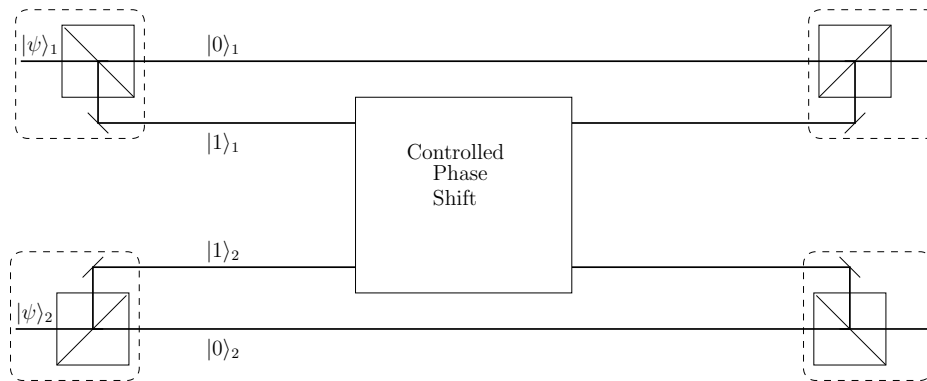 |ψ⟩₁
|0⟩₁
|1⟩₁
Controlled
Phase
Shift
|1⟩₂
|ψ⟩₂
|0⟩₂